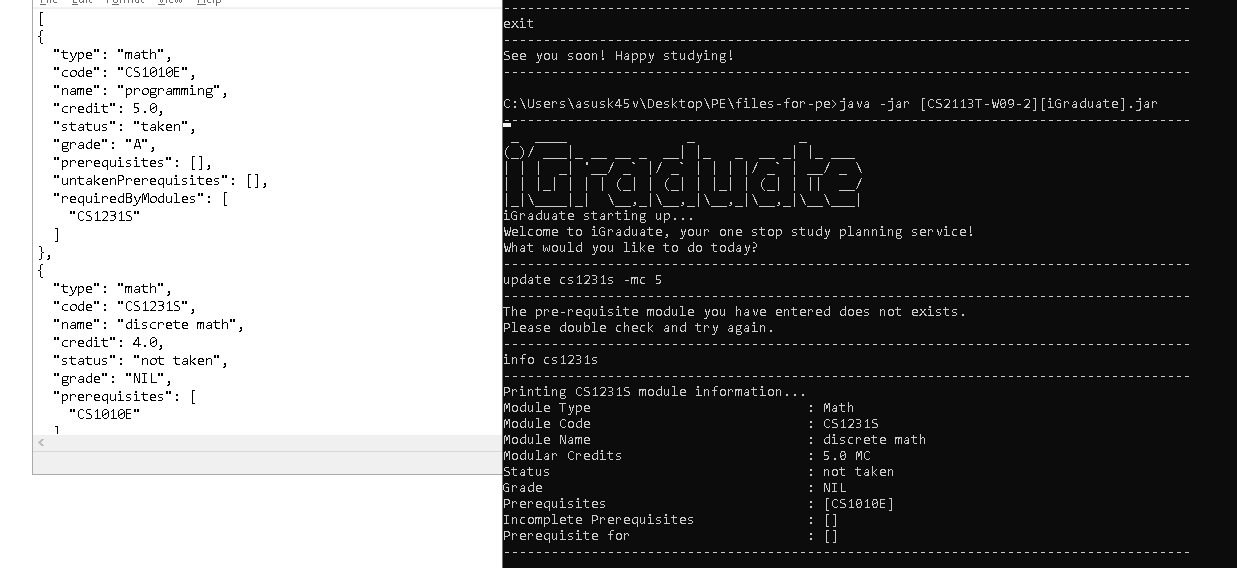 File Edit Format View Help
[
{
"type": "math",
"code": "CS1010E",
"name": "programming",
"credit": 5.0,
"status": "taken",
"grade": "A",
"prerequisites": [],
"untakenPrerequisites": [],
"requiredByModules": [
"CS1231S"
]
},
{
"type": "math",
"code": "CS1231S",
"name": "discrete math",
"credit": 4.0,
"status": "not taken",
"grade": "NIL",
"prerequisites": [
"CS1010E"
]
exit
See you soon! Happy studying!
C:\Users\asusk45v\Desktop\PE\files-for-pe>java -jar [CS2113T-W09-2][iGraduate].jar
iGraduate
iGraduate starting up...
Welcome to iGraduate, your one stop study planning service!
What would you like to do today?
update cs1231s -mc 5
The pre-requisite module you have entered does not exists.
Please double check and try again.
info cs1231s
Printing CS1231S module information...
Module Type : Math
Module Code : CS1231S
Module Name : discrete math
Modular Credits : 5.0 MC
Status : not taken
Grade : NIL
Prerequisites : [CS1010E]
Incomplete Prerequisites : []
Prerequisite for : []